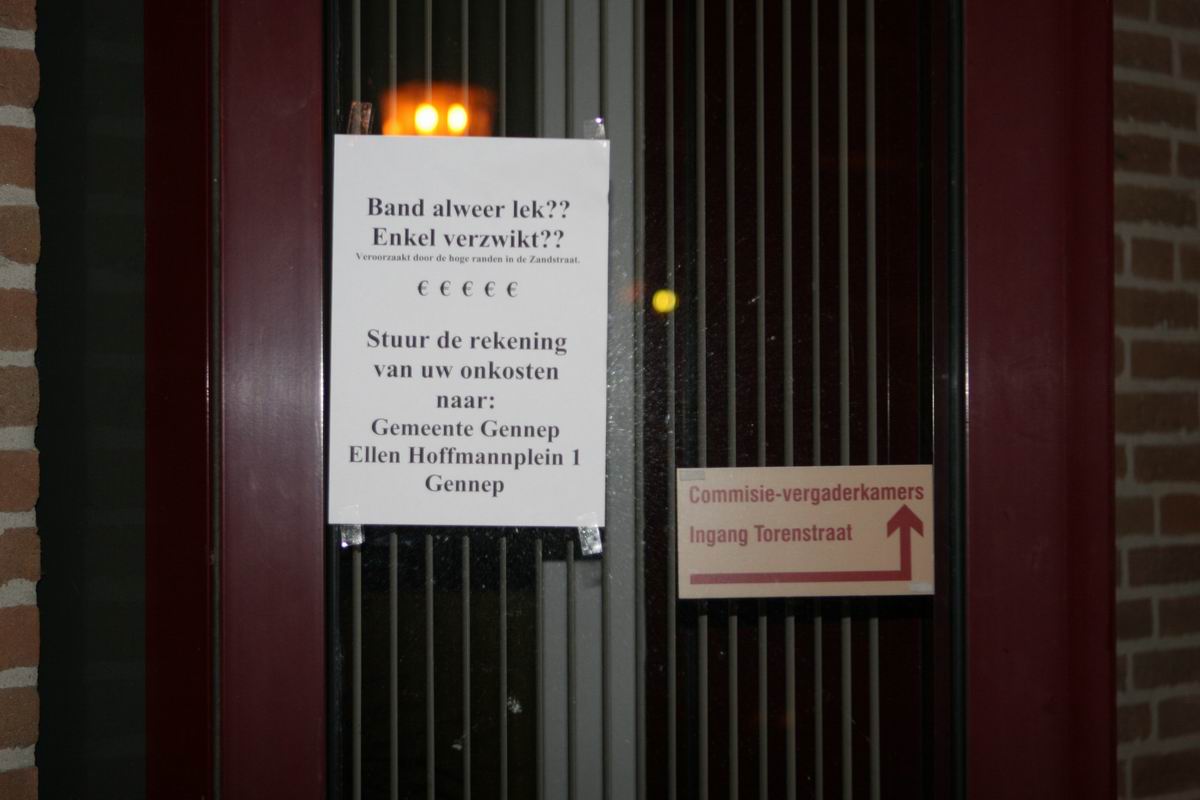 Band alweer lek??
Enkel verzwikt??
Veroorzaakt door de hoge randen in de Zandstraat.
€ € € € €
Stuur de rekening
van uw onkosten
naar:
Gemeente Gennep
Ellen Hoffmannplein 1
Gennep
Commisie-vergaderkamers
Ingang Torenstraat